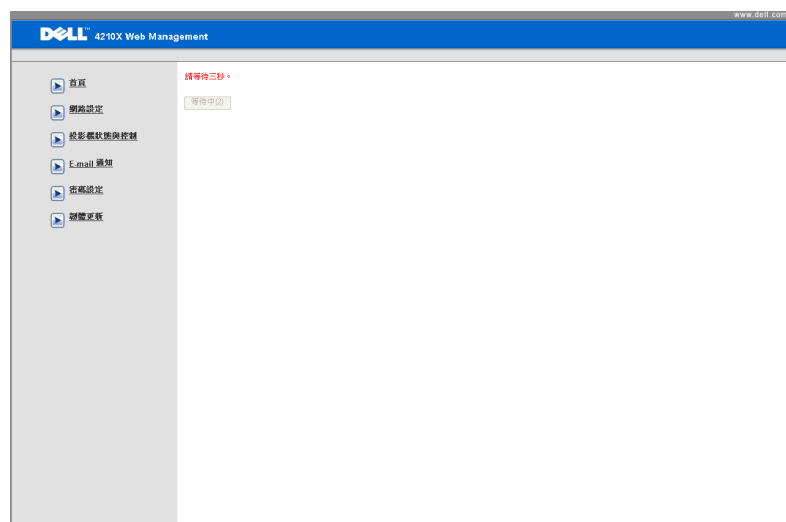 www.dell.com
DELL™ 4210X Web Management
首頁
網路設定
投影機狀態與控制
E-mail 通知
密碼設定
韌體更新
請等待三秒。
等待中(2)